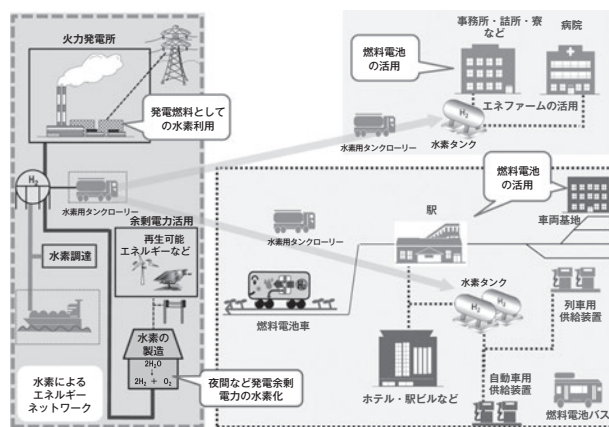 火力発電所
発電燃料として
の水素利用
H₂
水素用タンクローリー
余剰電力活用
再生可能
エネルギーなど
水素調達
水素の
製造
2H₂O
↓
2H₂ + O₂
水素による
エネルギー
ネットワーク
夜間など発電余剰
電力の水素化
燃料電池
の活用
事務所・詰所・寮
など
病院
エネファームの活用
H₂
水素タンク
水素用タンクローリー
燃料電池
の活用
車両基地
水素用タンクローリー
駅
水素タンク
H₂
H₂
燃料電池車
列車用
供給装置
ホテル・駅ビルなど
自動車用
供給装置
燃料電池バス